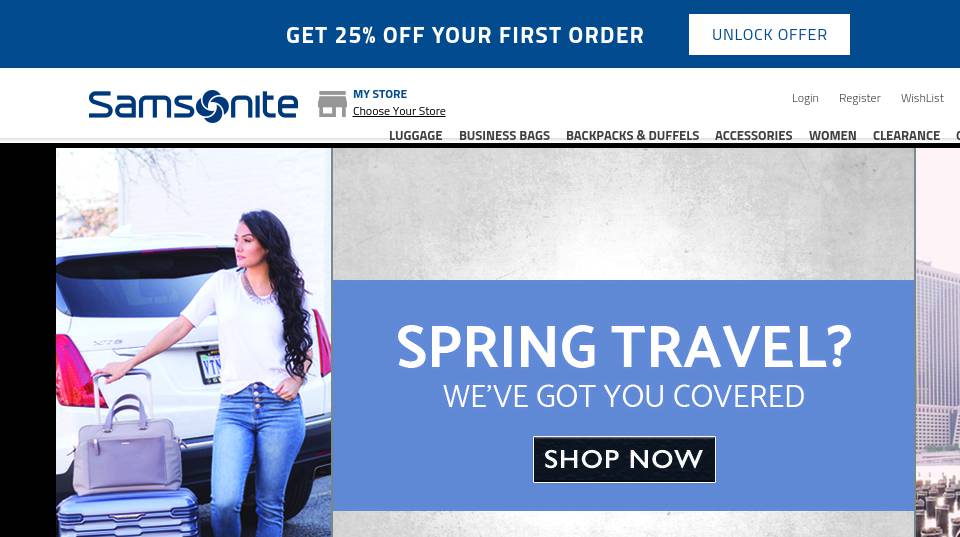 GET 25% OFF YOUR FIRST ORDER
UNLOCK OFFER
Samsonite
MY STORE
Choose Your Store
Login
Register
WishList
LUGGAGE
BUSINESS BAGS
BACKPACKS & DUFFELS
ACCESSORIES
WOMEN
CLEARANCE
SPRING TRAVEL?
WE'VE GOT YOU COVERED
SHOP NOW